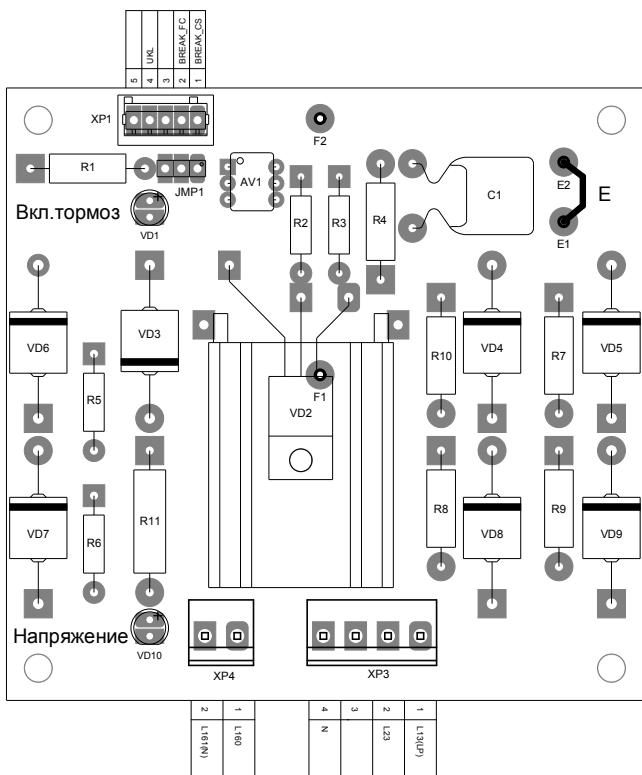 5
4 UKL
3
2 BREAK_FC
1 BREAK_CS
XP1
F2
R1
JMP1
AV1
R2
R3
R4
C1
E2
E
E1
Вкл.тормоз
VD1
VD6
VD3
R5
F1
VD2
R10
VD4
R7
VD5
VD7
R6
R11
R8
VD8
R9
VD9
Напряжение
VD10
XP4
XP3
2 L161(N)
1 L160
4 N
3
2 L23
1 L13(LP)